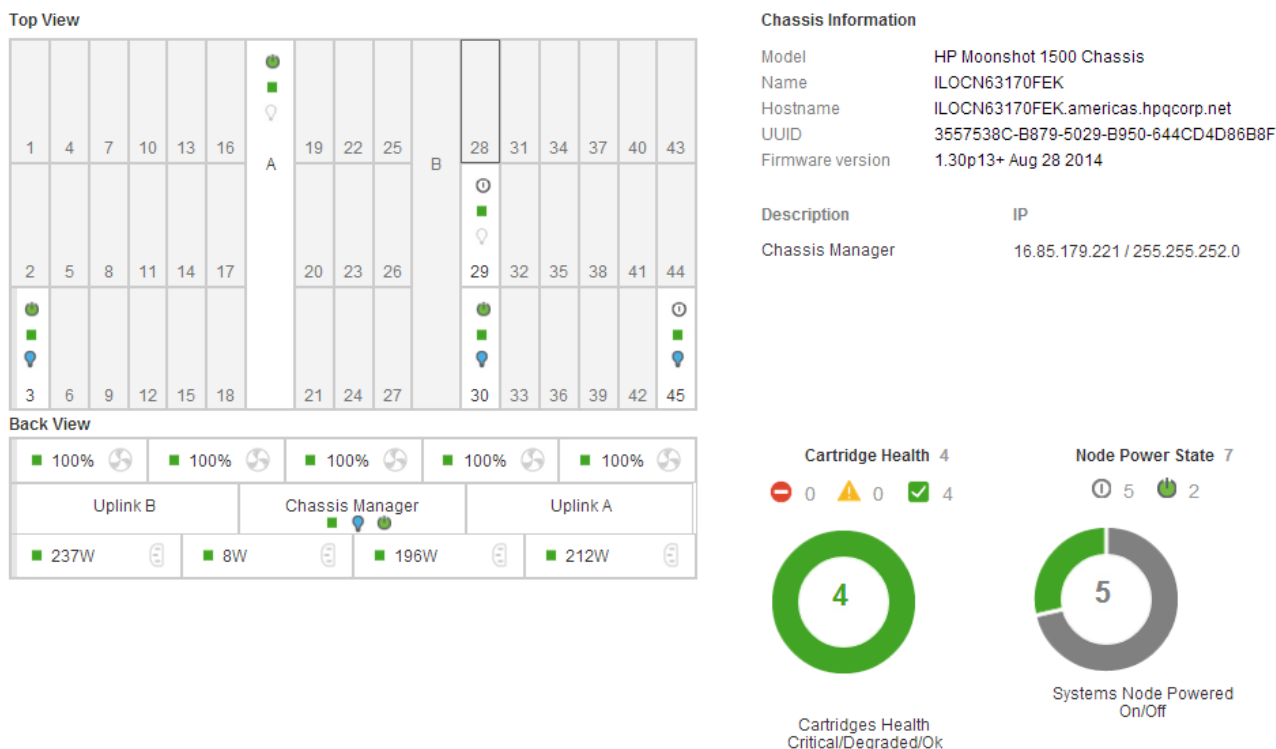 Top View
1 4 7 10 13 16 A 19 22 25 B 28 31 34 37 40 43
2 5 8 11 14 17 20 23 26 29 32 35 38 41 44
3 6 9 12 15 18 21 24 27 30 33 36 39 42 45
Back View
100% 100% 100% 100% 100%
Uplink B Chassis Manager Uplink A
237W 8W 196W 212W
Chassis Information
Model HP Moonshot 1500 Chassis
Name ILOCN63170FEK
Hostname ILOCN63170FEK.americas.hpqcorp.net
UUID 3557538C-B879-5029-B950-644CD4D86B8F
Firmware version 1.30p13+ Aug 28 2014
Description IP
Chassis Manager 16.85.179.221 / 255.255.252.0
Cartridge Health 4
0 0 4
4
Cartridges Health
Critical/Degraded/Ok
Node Power State 7
5 2
5
Systems Node Powered
On/Off